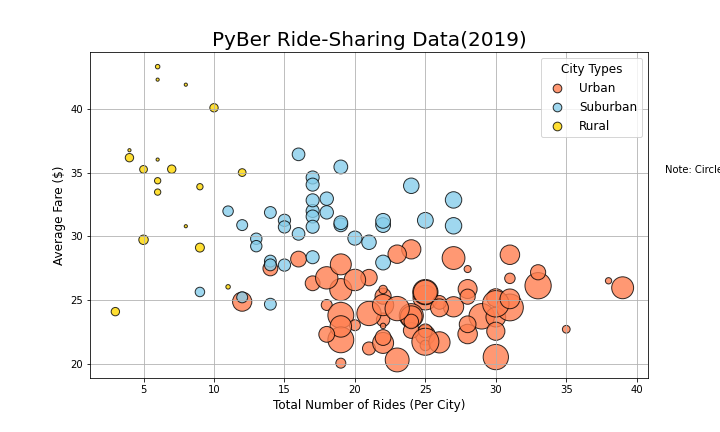 PyBer Ride-Sharing Data(2019)
City Types
Urban
Suburban
Rural
Note: Circle
Average Fare ($)
40
35
30
25
20
5 10 15 20 25 30 35 40
Total Number of Rides (Per City)